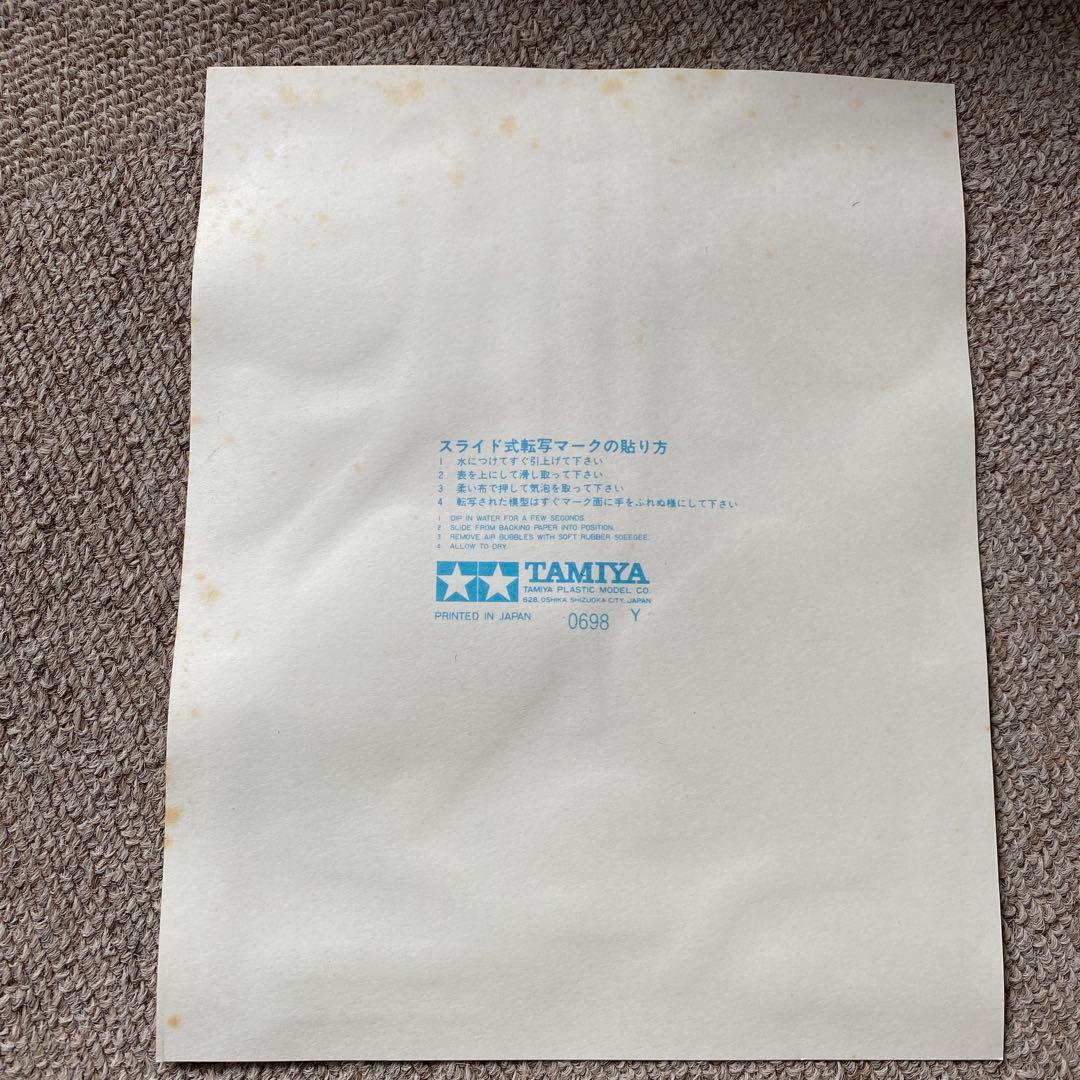 スライド式転写マークの貼り方
1 水につけてすぐ引上げて下さい
2 表を上にして滑し取って下さい
3 柔い布で押して気泡を取って下さい
4 転写された模型はすぐマーク面に手をふれぬ様にして下さい
1 DIP IN WATER FOR A FEW SECONDS.
2 SLIDE FROM BACKING PAPER INTO POSITION.
3 REMOVE AIR BUBBLES WITH SOFT RUBBER SQEEGEE.
4 ALLOW TO DRY.
TAMIYA
TAMIYA PLASTIC MODEL CO.
628, OSHIKA, SHIZUOKA-CITY, JAPAN
PRINTED IN JAPAN 0698 Y